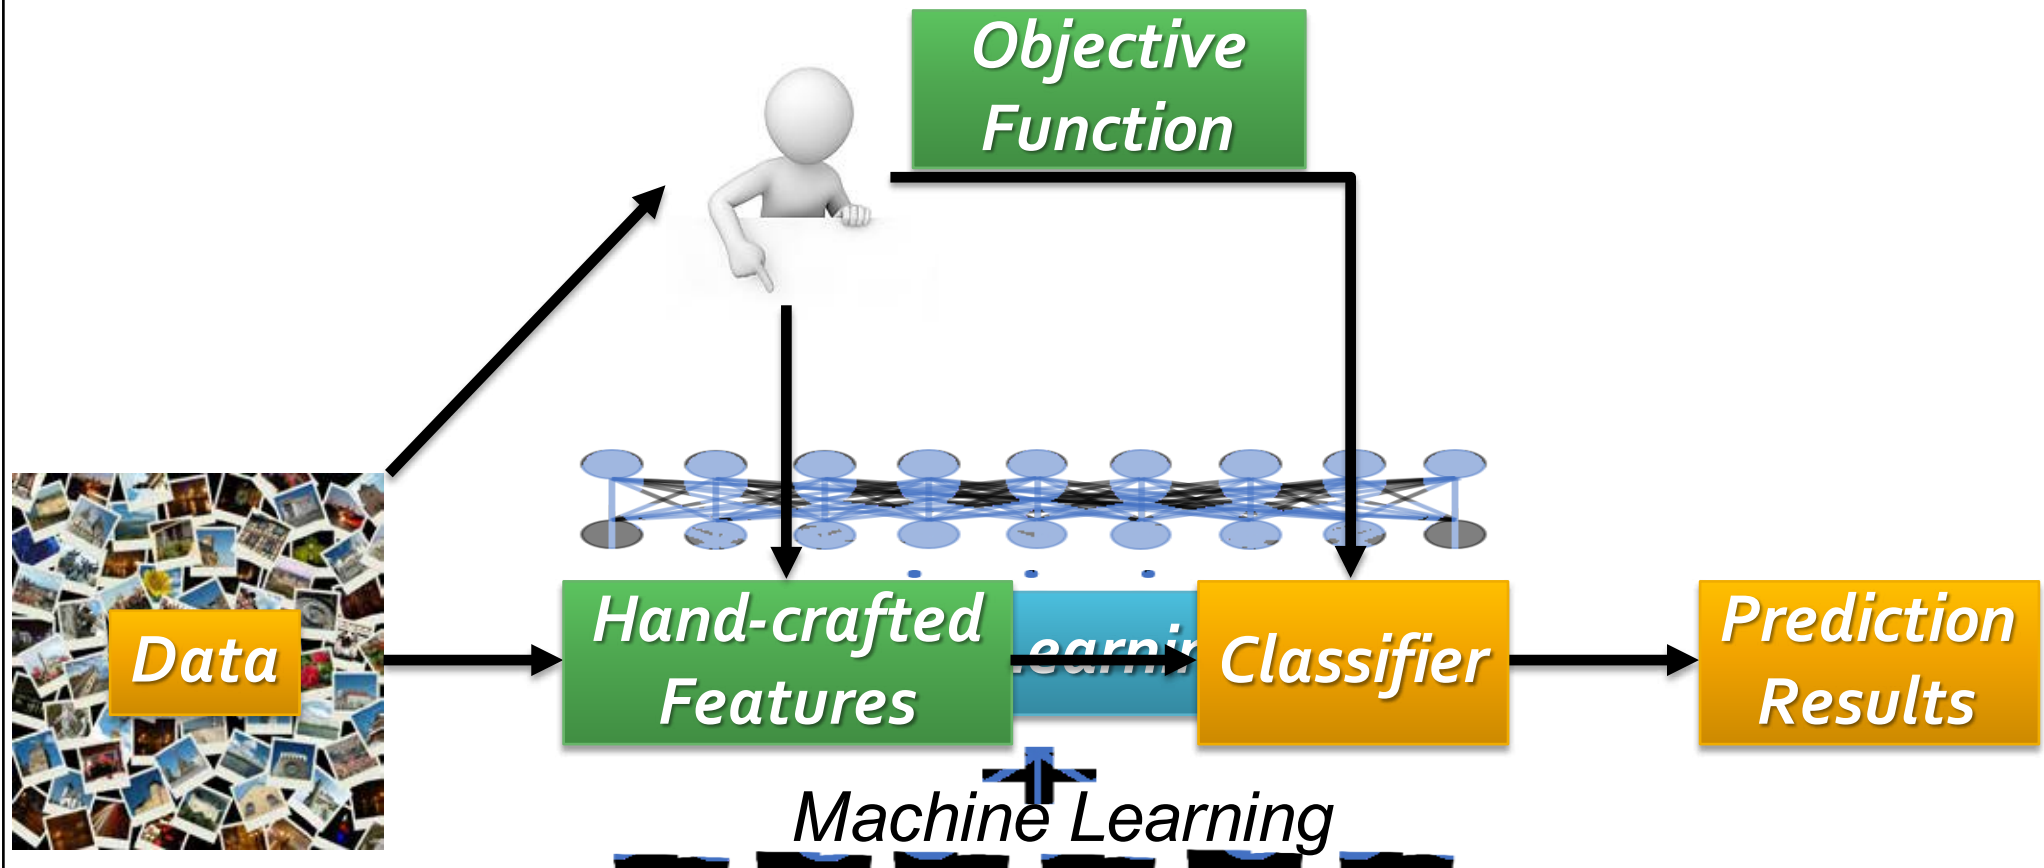 Objective
Function
Data
Hand-crafted
Features
Classifier
Prediction
Results
Machine Learning